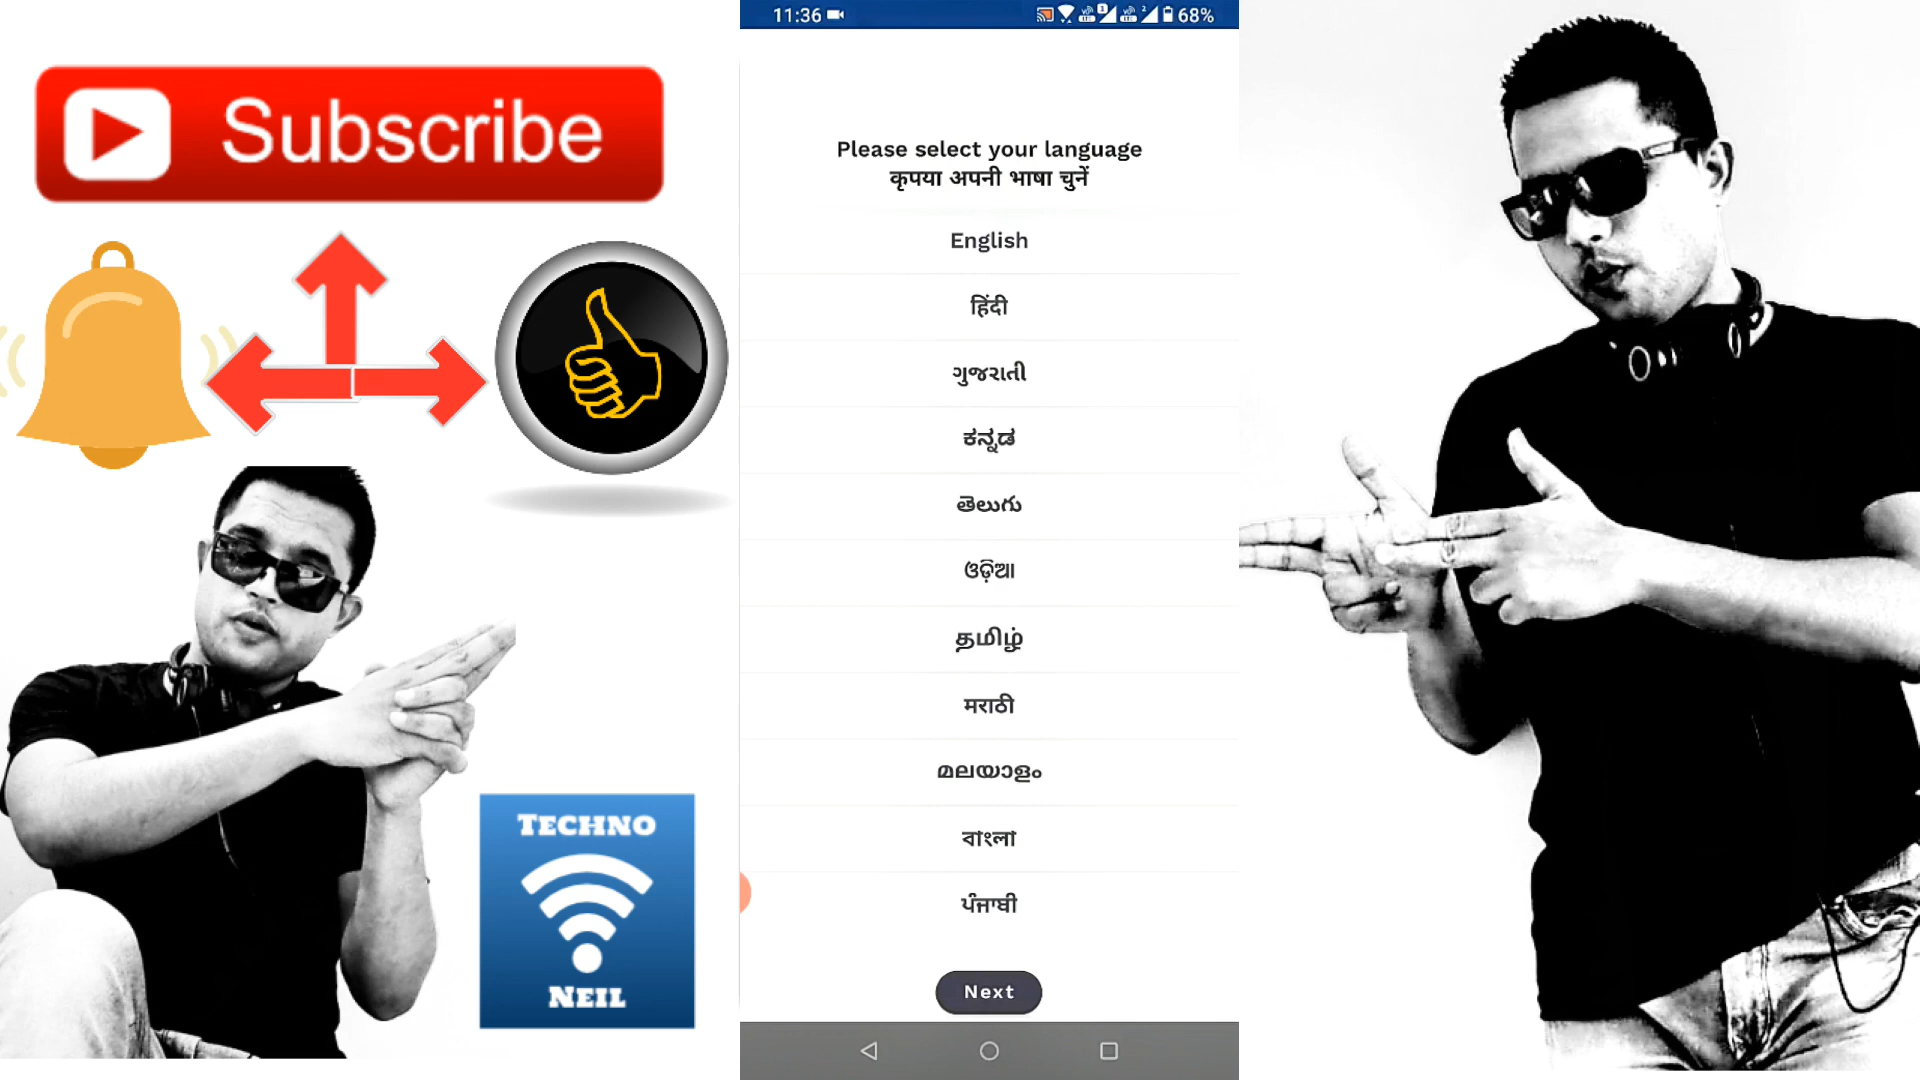 Subscribe
TECHNO
NEIL
11:36
68%
Please select your language
कृपया अपनी भाषा चुनें
English
हिंदी
ગુજરાતી
ಕನ್ನಡ
తెలుగు
ଓଡ଼ିଆ
தமிழ்
मराठी
മലയാളം
বাংলা
ਪੰਜਾਬੀ
Next